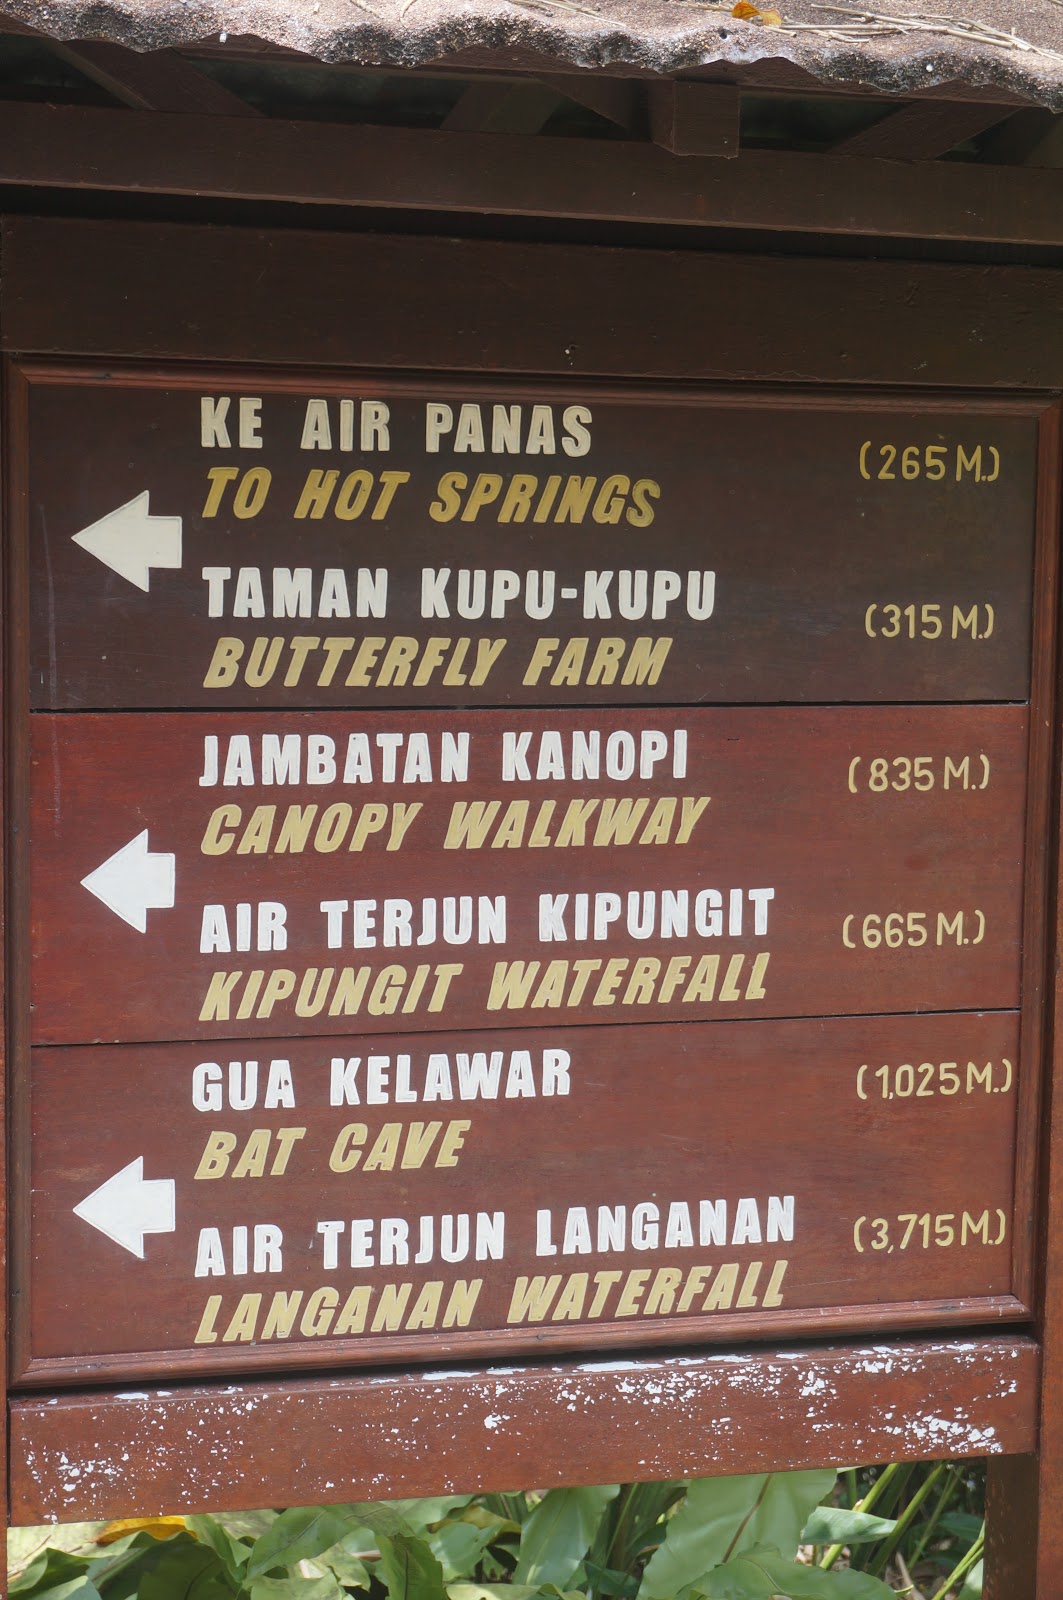 KE AIR PANAS (265 M.)
TO HOT SPRINGS
TAMAN KUPU-KUPU (315 M.)
BUTTERFLY FARM
JAMBATAN KANOPI (835 M.)
CANOPY WALKWAY
AIR TERJUN KIPUNGIT (665 M.)
KIPUNGIT WATERFALL
GUA KELAWAR (1,025 M.)
BAT CAVE
AIR TERJUN LANGANAN (3,715 M.)
LANGANAN WATERFALL